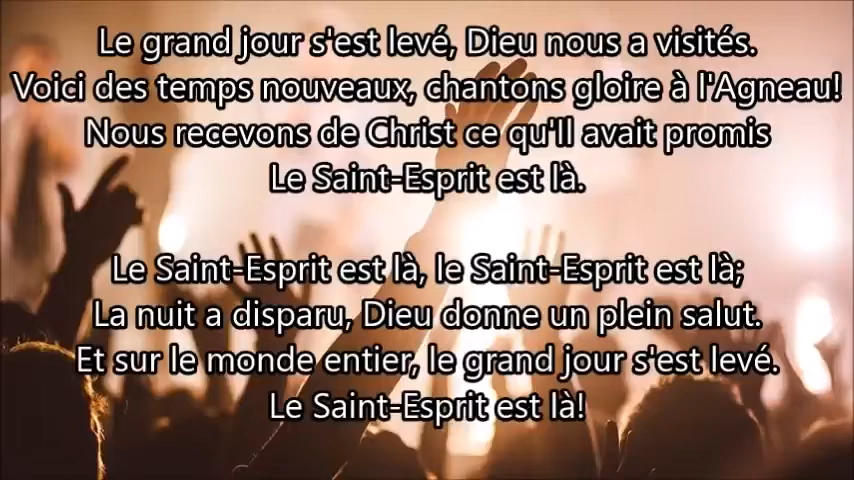 Le grand jour s'est levé, Dieu nous a visités.
Voici des temps nouveaux, chantons gloire à l'Agneau!
Nous recevons de Christ ce qu'Il avait promis
Le Saint-Esprit est là.
Le Saint-Esprit est là, le Saint-Esprit est là;
La nuit a disparu, Dieu donne un plein salut.
Et sur le monde entier, le grand jour s'est levé.
Le Saint-Esprit est là!